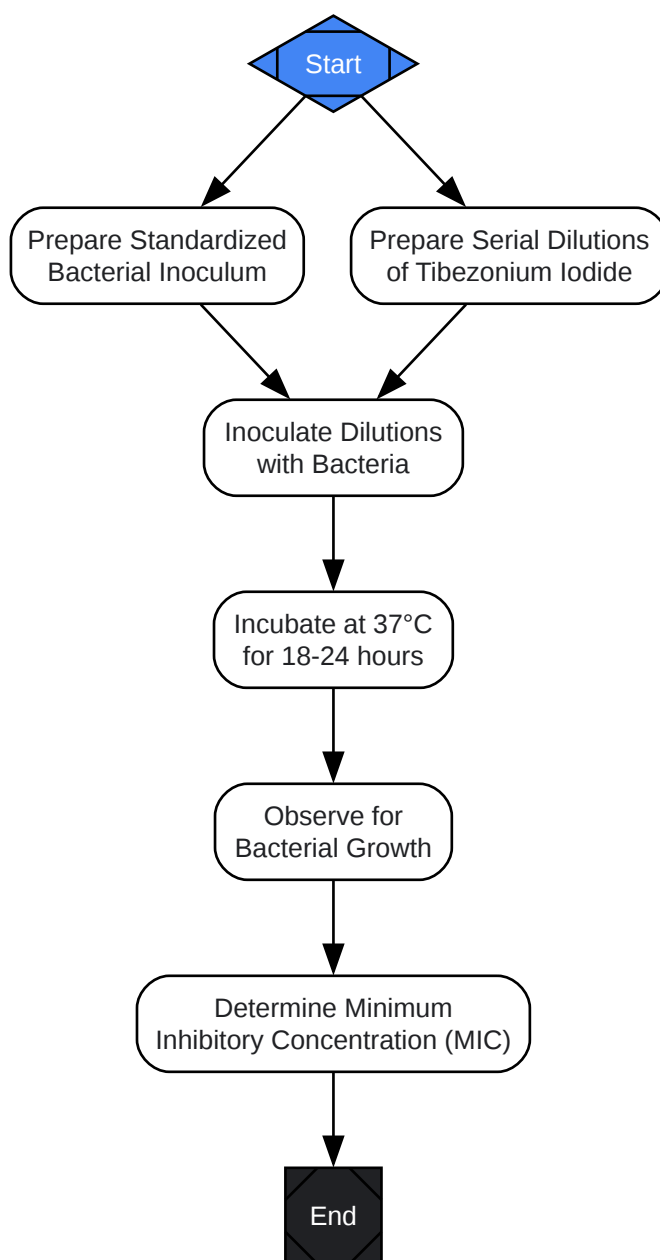 Start
Prepare Standardized
Bacterial Inoculum
Prepare Serial Dilutions
of Tibezonium Iodide
Inoculate Dilutions
with Bacteria
Incubate at 37°C
for 18-24 hours
Observe for
Bacterial Growth
Determine Minimum
Inhibitory Concentration (MIC)
End